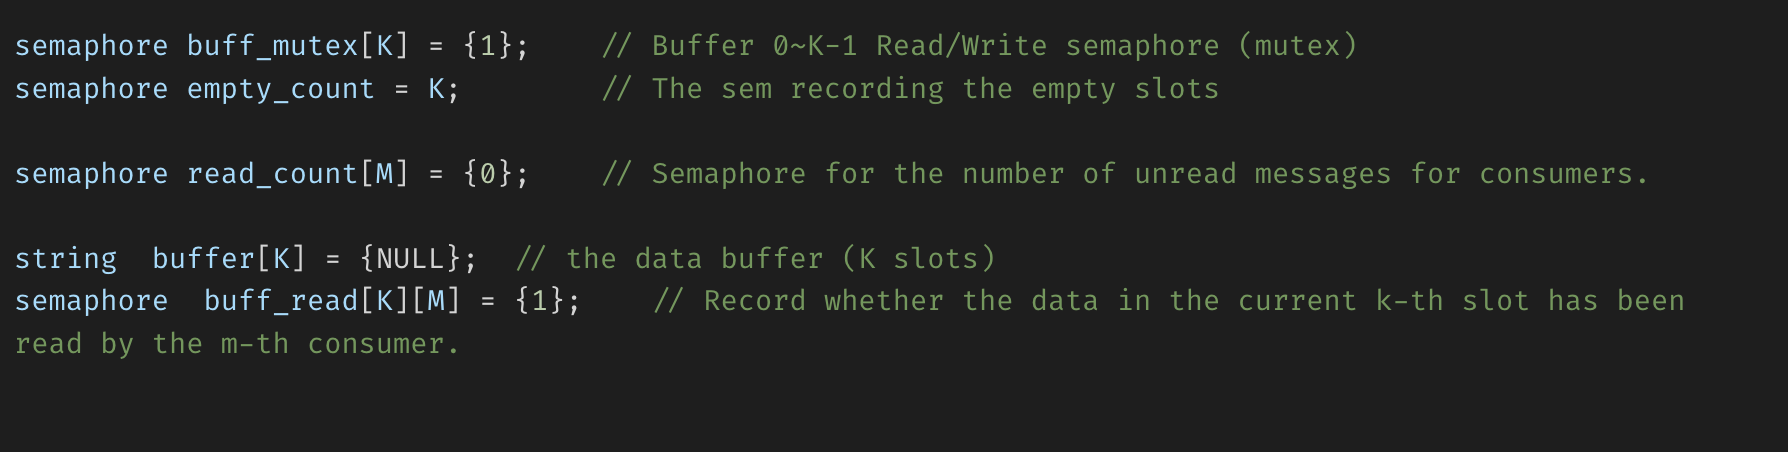 semaphore buff_mutex[K] = {1};    // Buffer 0~K-1 Read/Write semaphore (mutex)
semaphore empty_count = K;        // The sem recording the empty slots
semaphore read_count[M] = {0};    // Semaphore for the number of unread messages for consumers.
string  buffer[K] = {NULL};  // the data buffer (K slots)
semaphore  buff_read[K][M] = {1};    // Record whether the data in the current k-th slot has been
read by the m-th consumer.